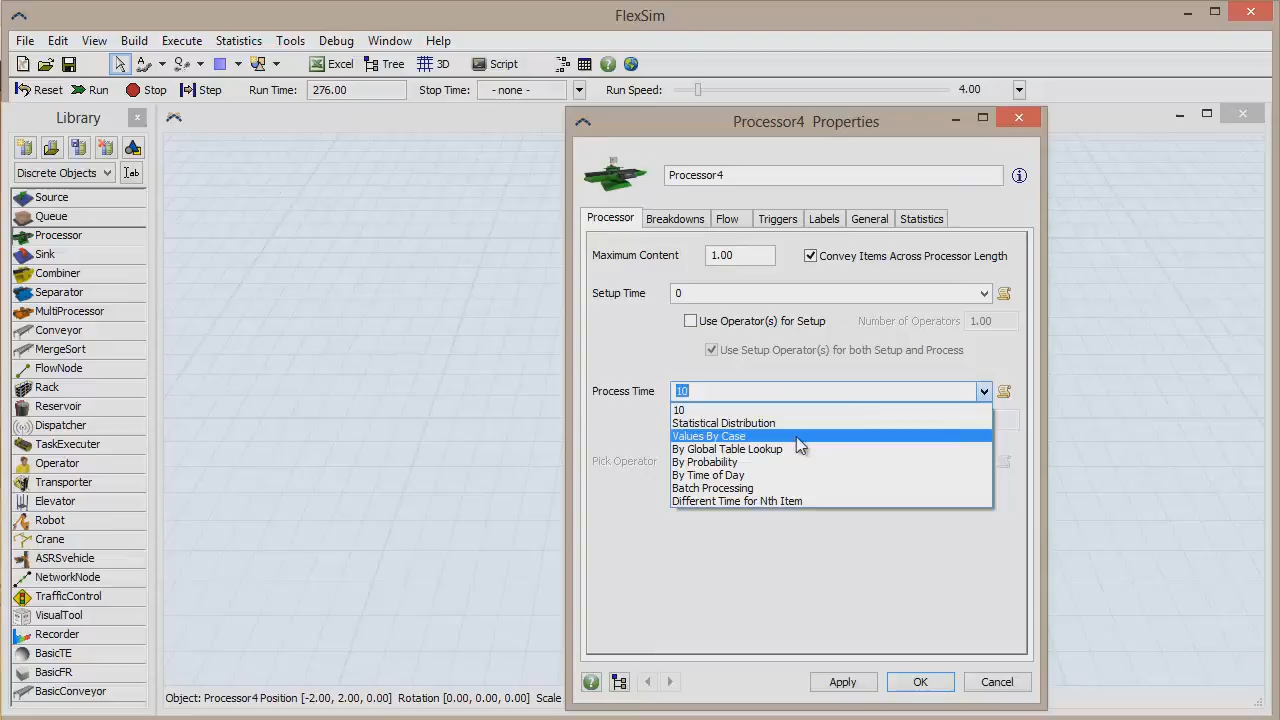 FlexSim
File Edit View Build Execute Statistics Tools Debug Window Help
Excel Tree 3D Script
Reset Run Stop Step Run Time: 276.00 Stop Time: - none - Run Speed: 4.00
Library
Discrete Objects
Source
Queue
Processor
Sink
Combiner
Separator
MultiProcessor
Conveyor
MergeSort
FlowNode
Rack
Reservoir
Dispatcher
TaskExecuter
Operator
Transporter
Elevator
Robot
Crane
ASRSvehicle
NetworkNode
TrafficControl
VisualTool
Recorder
BasicTE
BasicFR
BasicConveyor
Processor4 Properties
Processor4
Processor Breakdowns Flow Triggers Labels General Statistics
Maximum Content 1.00 Convey Items Across Processor Length
Setup Time 0
Use Operator(s) for Setup Number of Operators 1.00
Use Setup Operator(s) for both Setup and Process
Process Time 10
10
Statistical Distribution
Values By Case
By Global Table Lookup
By Probability
By Time of Day
Batch Processing
Different Time for Nth Item
Pick Operator
Apply OK Cancel
Object: Processor4 Position [-2.00, 2.00, 0.00] Rotation [0.00, 0.00, 0.00] Scale